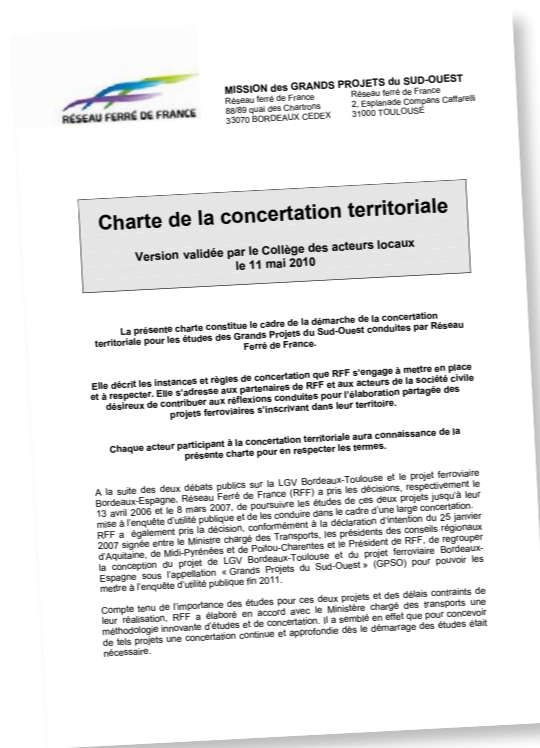 RÉSEAU FERRÉ DE FRANCE
MISSION des GRANDS PROJETS du SUD-OUEST
Réseau ferré de France
88/89 quai des Chartrons
33070 BORDEAUX CEDEX
Réseau ferré de France
2, Esplanade Compans Caffarelli
31000 TOULOUSE
Charte de la concertation territoriale
Version validée par le Collège des acteurs locaux
le 11 mai 2010
La présente charte constitue le cadre de la démarche de la concertation
territoriale pour les études des Grands Projets du Sud-Ouest conduites par Réseau
Ferré de France.
Elle décrit les instances et règles de concertation que RFF s'engage à mettre en place
et à respecter. Elle s'adresse aux partenaires de RFF et aux acteurs de la société civile
désireux de contribuer aux réflexions conduites pour l'élaboration partagée des
projets ferroviaires s'inscrivant dans leur territoire.
Chaque acteur participant à la concertation territoriale aura connaissance de la
présente charte pour en respecter les termes.
A la suite des deux débats publics sur la LGV Bordeaux-Toulouse et le projet ferroviaire
Bordeaux-Espagne, Réseau Ferré de France (RFF) a pris les décisions, respectivement le
13 avril 2006 et le 8 mars 2007, de poursuivre les études de ces deux projets jusqu'à leur
mise à l'enquête d'utilité publique et de les conduire dans le cadre d'une large concertation.
RFF a également pris la décision, conformément à la déclaration d'intention du 25 janvier
2007 signée entre le Ministre chargé des Transports, les présidents des conseils régionaux
d'Aquitaine, de Midi-Pyrénées et de Poitou-Charentes et le Président de RFF, de regrouper
la conception du projet de LGV Bordeaux-Toulouse et du projet ferroviaire Bordeaux-
Espagne sous l'appellation « Grands Projets du Sud-Ouest » (GPSO) pour pouvoir les
mettre à l'enquête d'utilité publique fin 2011.
Compte tenu de l'importance des études pour ces deux projets et des délais contraints de
leur réalisation, RFF a élaboré en accord avec le Ministère chargé des transports une
méthodologie innovante d'études et de concertation. Il a semblé en effet que pour concevoir
de tels projets une concertation continue et approfondie dès le démarrage des études était
nécessaire.